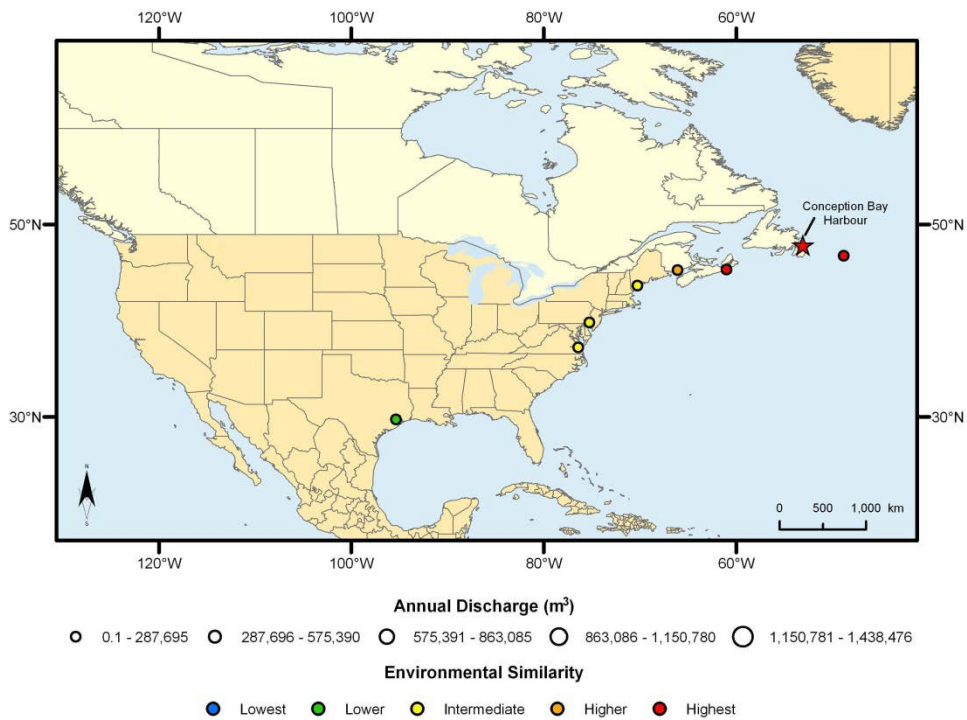 120°W 100°W 80°W 60°W
Conception Bay
Harbour
50°N 50°N
30°N 30°N
N
S
0 500 1,000 km
120°W 100°W 80°W 60°W
Annual Discharge (m³)
0.1 - 287,695 287,696 - 575,390 575,391 - 863,085 863,086 - 1,150,780 1,150,781 - 1,438,476
Environmental Similarity
Lowest Lower Intermediate Higher Highest